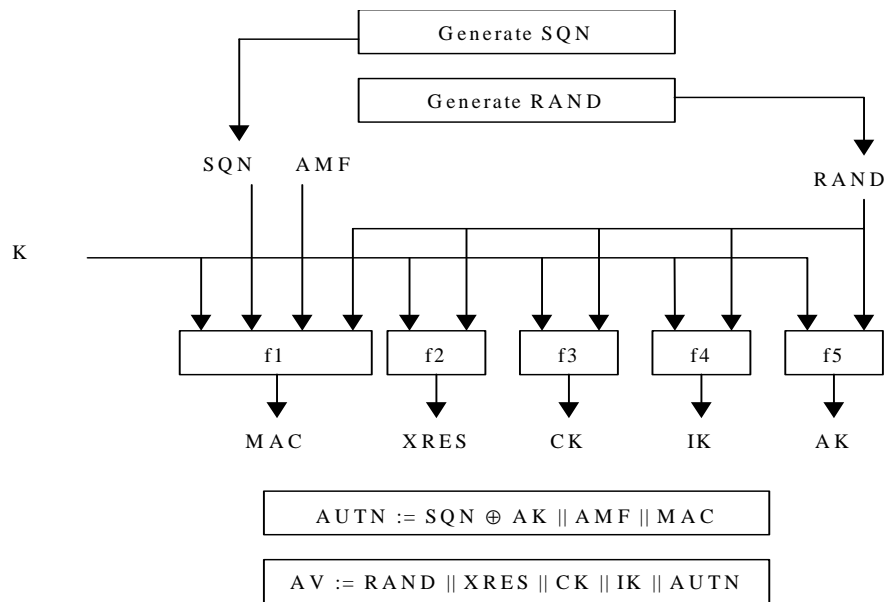 Generate SQN
Generate RAND
SQN AMF
RAND
K
f1 f2 f3 f4 f5
MAC XRES CK IK AK
AUTN := SQN ⊕ AK || AMF || MAC
AV := RAND || XRES || CK || IK || AUTN